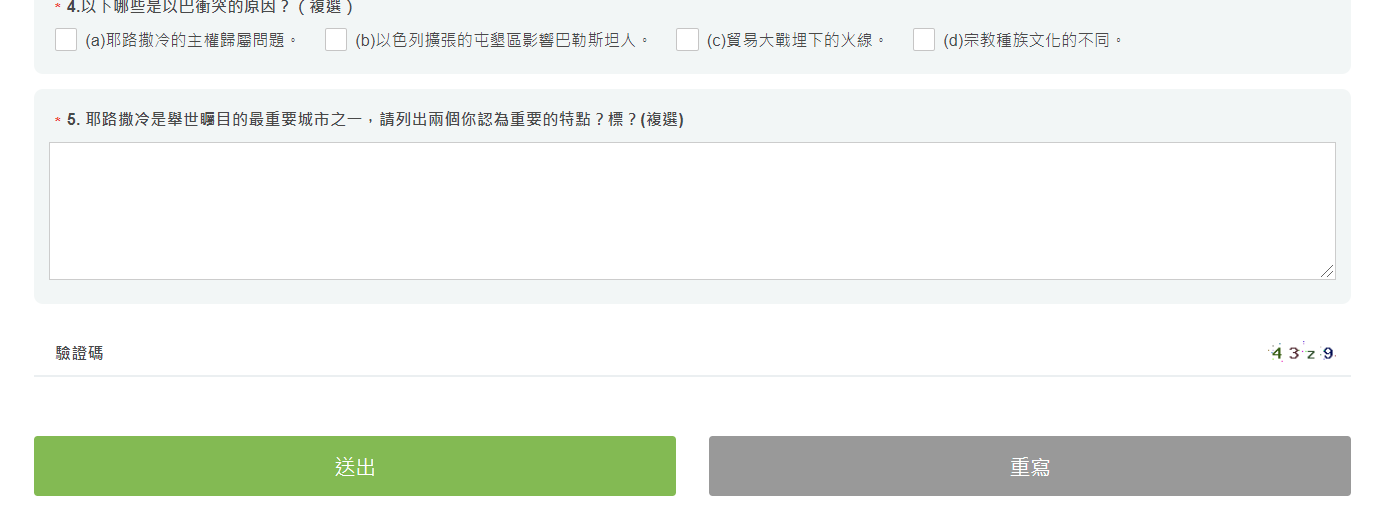 * 4.以下哪些是以巴衝突的原因？（複選）
(a)耶路撒冷的主權歸屬問題。 (b)以色列擴張的屯墾區影響巴勒斯坦人。 (c)貿易大戰埋下的火線。 (d)宗教種族文化的不同。
* 5. 耶路撒冷是舉世矚目的最重要城市之一，請列出兩個你認為重要的特點？標？(複選)
驗證碼 43z9
送出 重寫